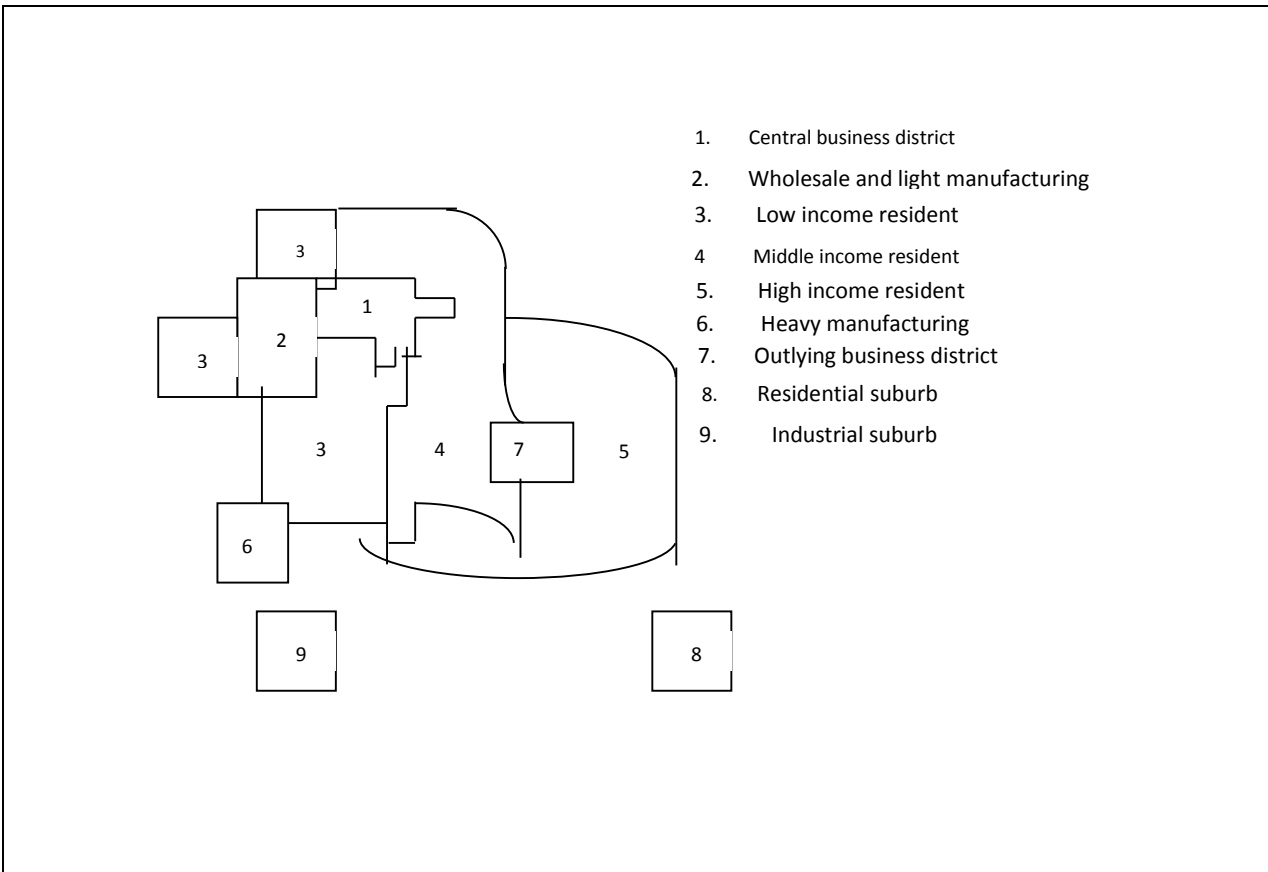 1. Central business district
2. Wholesale and light manufacturing
3. Low income resident
4 Middle income resident
5. High income resident
6. Heavy manufacturing
7. Outlying business district
8. Residential suburb
9. Industrial suburb
3
1
2
3
3
4
7
5
6
9
8